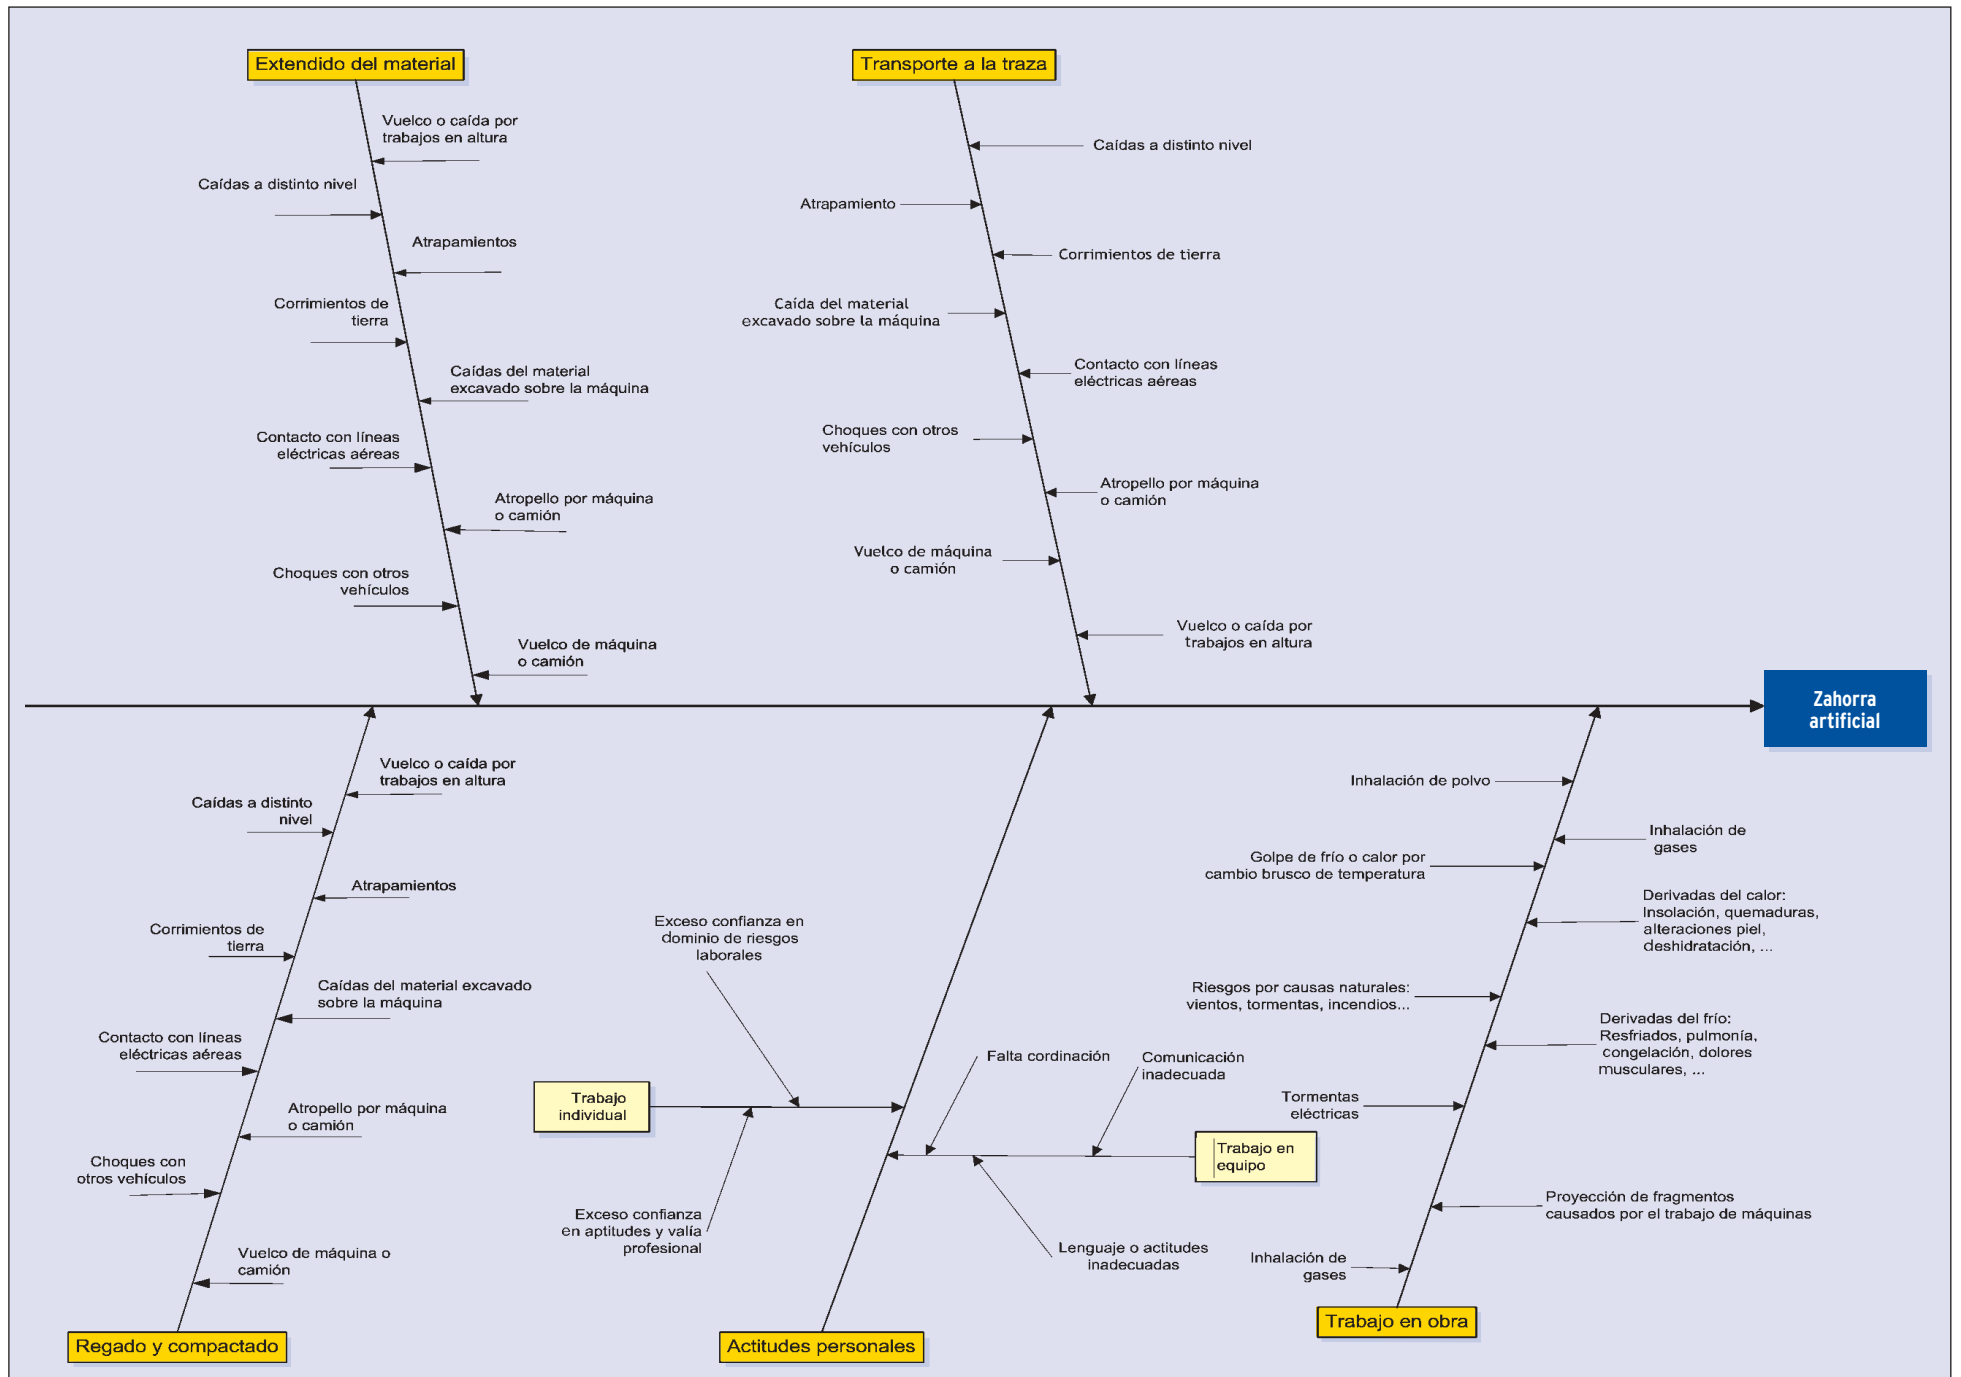 Extendido del material
Vuelco o caída por
trabajos en altura
Caídas a distinto nivel
Atrapamientos
Corrimientos de
tierra
Caídas del material
excavado sobre la máquina
Contacto con líneas
eléctricas aéreas
Atropello por máquina
o camión
Choques con otros
vehículos
Vuelco de máquina
o camión
Transporte a la traza
Caídas a distinto nivel
Atrapamiento
Corrimientos de tierra
Caída del material
excavado sobre la máquina
Contacto con líneas
eléctricas aéreas
Choques con otros
vehículos
Atropello por máquina
o camión
Vuelco de máquina
o camión
Vuelco o caída por
trabajos en altura
Zahorra
artificial
Vuelco o caída por
trabajos en altura
Caídas a distinto
nivel
Atrapamientos
Corrimientos de
tierra
Caídas del material excavado
sobre la máquina
Contacto con líneas
eléctricas aéreas
Atropello por máquina
o camión
Choques con
otros vehículos
Vuelco de máquina o
camión
Regado y compactado
Exceso confianza en
dominio de riesgos
laborales
Trabajo
individual
Exceso confianza
en aptitudes y valía
profesional
Falta cordinación
Comunicación
inadecuada
Trabajo en
equipo
Lenguaje o actitudes
inadecuadas
Actitudes personales
Inhalación de polvo
Inhalación de
gases
Golpe de frío o calor por
cambio brusco de temperatura
Derivadas del calor:
Insolación, quemaduras,
alteraciones piel,
deshidratación, ...
Riesgos por causas naturales:
vientos, tormentas, incendios...
Derivadas del frío:
Resfriados, pulmonía,
congelación, dolores
musculares, ...
Tormentas
eléctricas
Proyección de fragmentos
causados por el trabajo de máquinas
Inhalación de
gases
Trabajo en obra